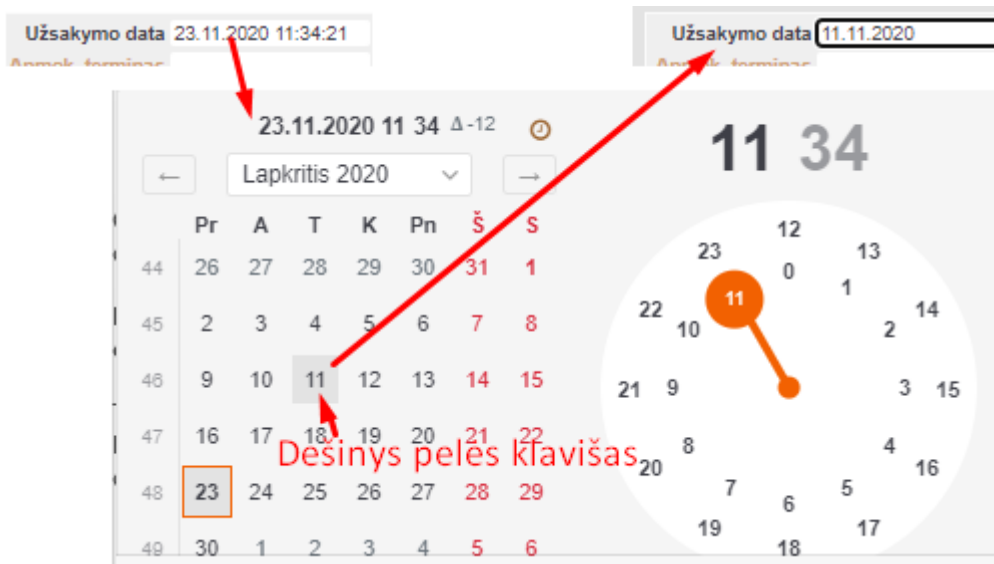 Užsakymo data 23.11.2020 11:34:21
Užsakymo data 11.11.2020
Apmok. terminas
Apmok. terminas
23.11.2020 11 34 Δ -12
11 34
← Lapkritis 2020 →
Pr A T K Pn Š S
44 26 27 28 29 30 31 1
45 2 3 4 5 6 7 8
46 9 10 11 12 13 14 15
47 16 17 18 19 20 21 22
Dešinys pelės klavišas
48 23 24 25 26 27 28 29
49 30 1 2 3 4 5 6
12
23 13
0
11 1
22 14
10 2
21 9 3 15
8 4
20 16
7 5
6
19 17
18